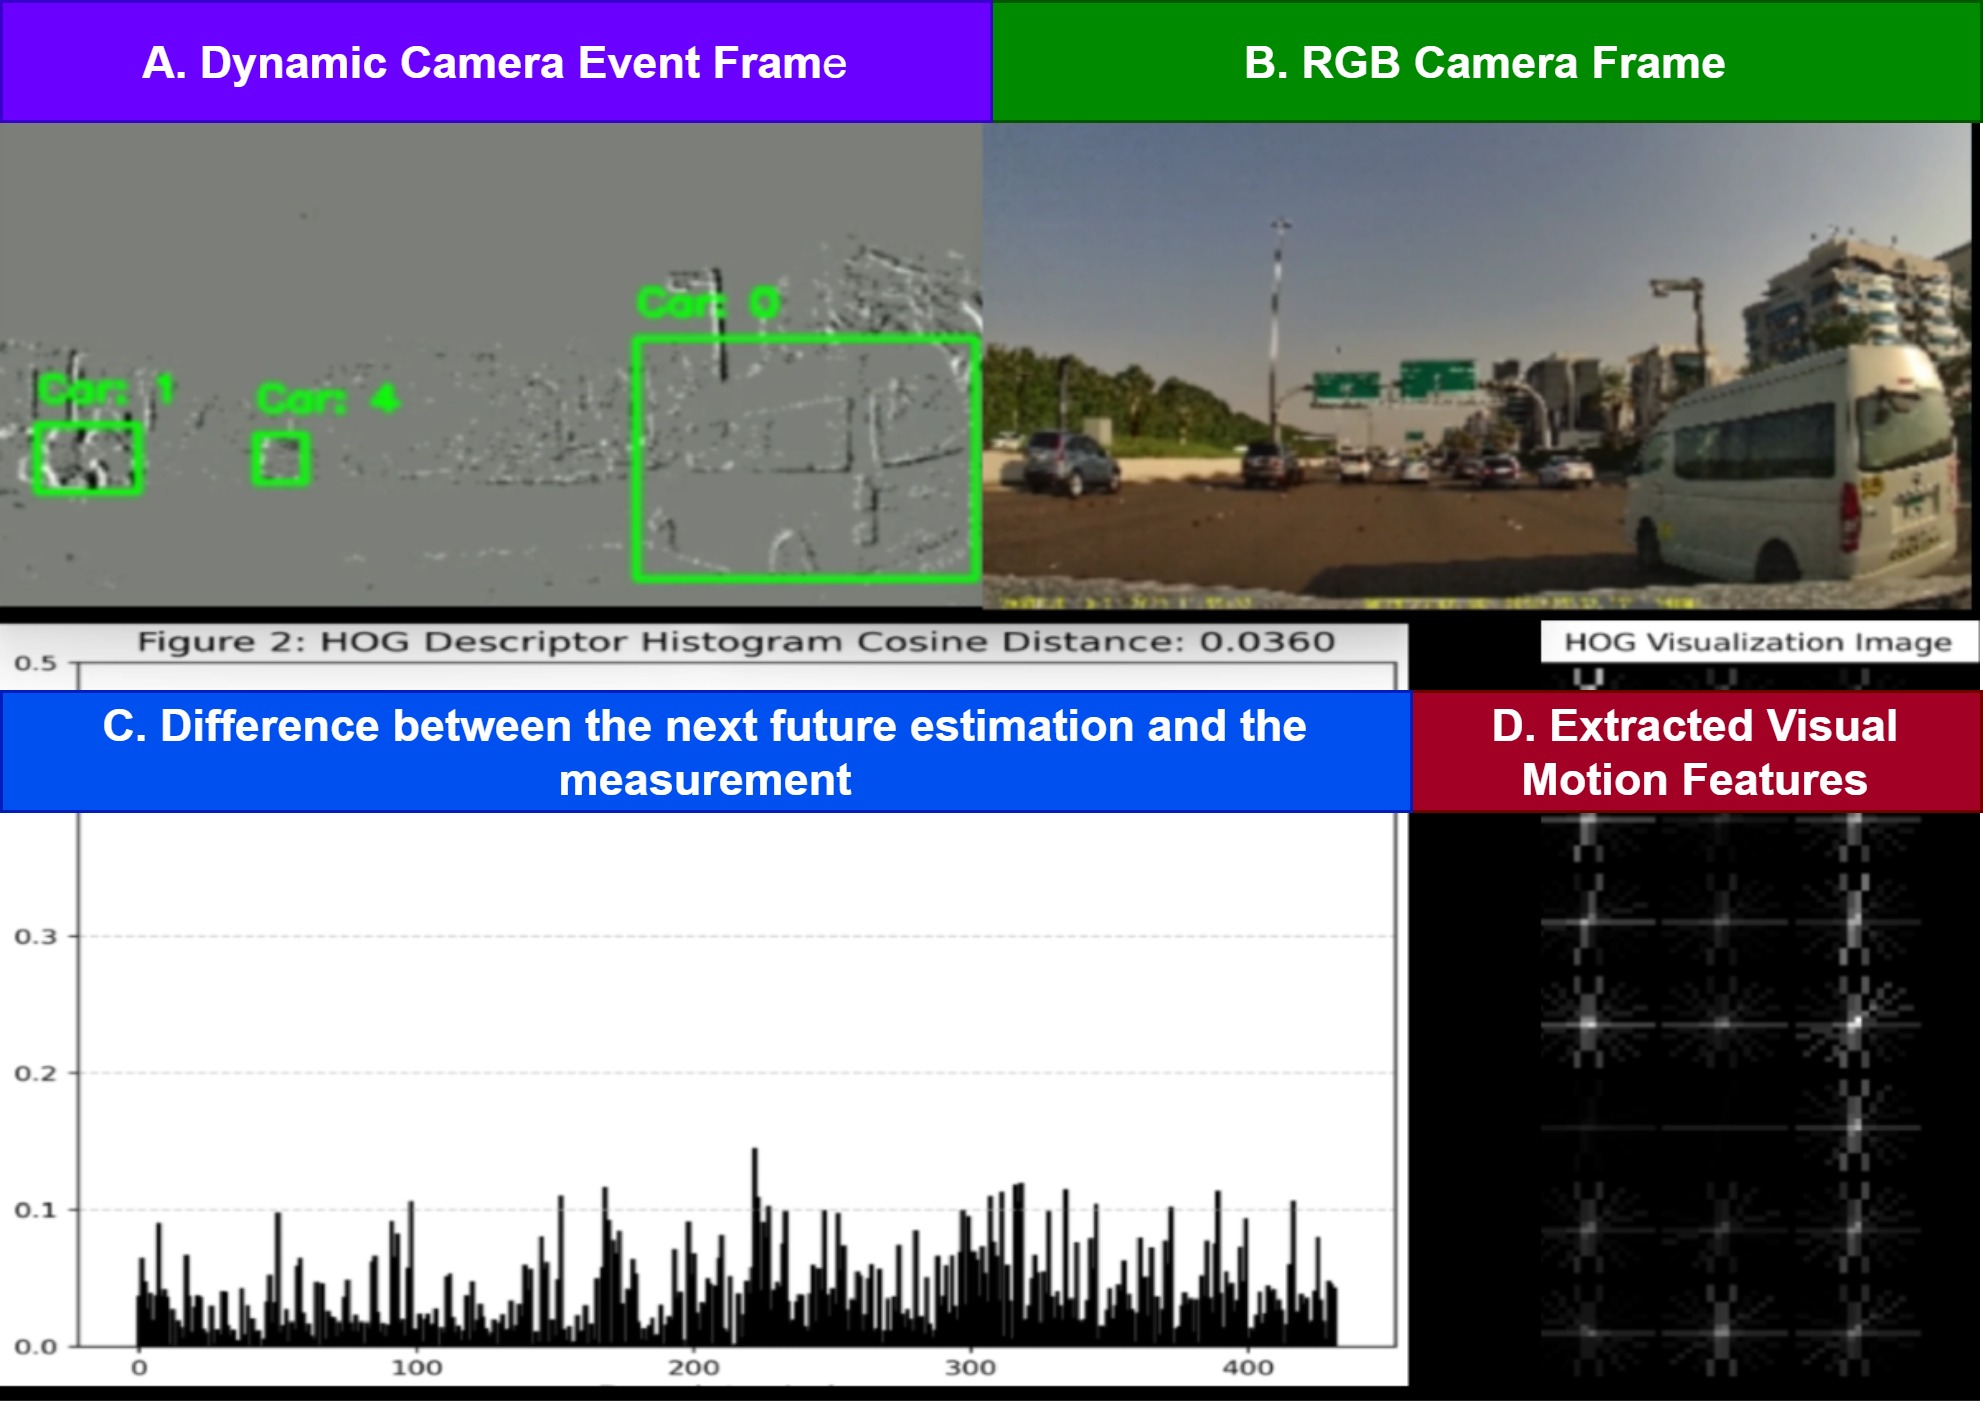 A. Dynamic Camera Event Frame
B. RGB Camera Frame
Car: 0
Car: 1
Car: 4
Figure 2: HOG Descriptor Histogram Cosine Distance: 0.0360
HOG Visualization Image
0.5
C. Difference between the next future estimation and the
measurement
D. Extracted Visual
Motion Features
0.3
0.2
0.1
0.0
0
100
200
300
400